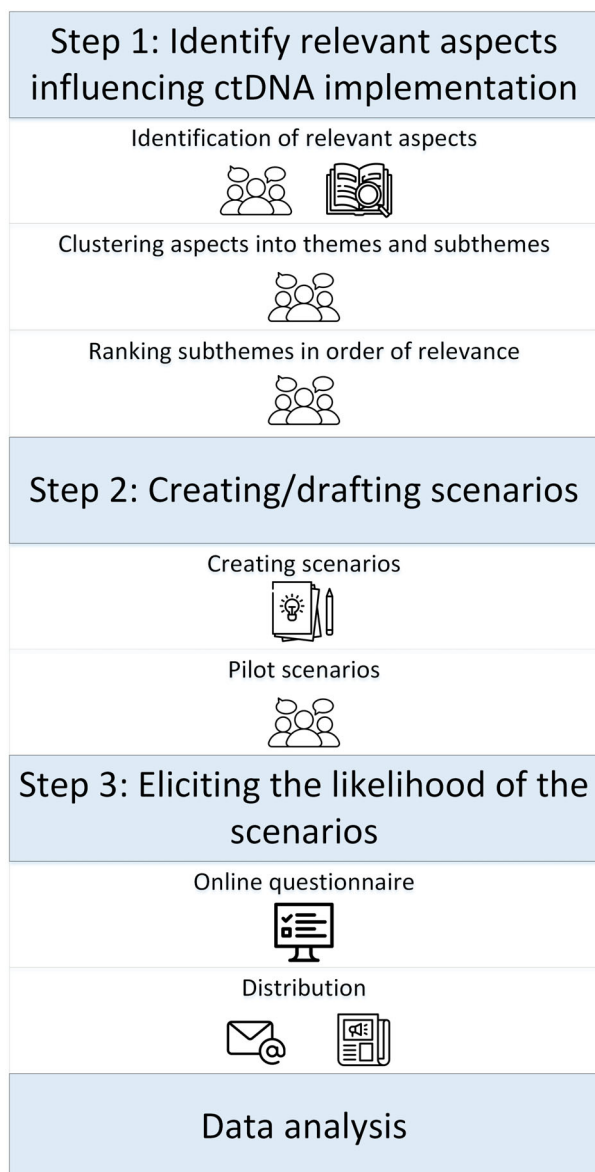 Step 1: Identify relevant aspects
influencing ctDNA implementation
Identification of relevant aspects
Clustering aspects into themes and subthemes
Ranking subthemes in order of relevance
Step 2: Creating/drafting scenarios
Creating scenarios
Pilot scenarios
Step 3: Eliciting the likelihood of the
scenarios
Online questionnaire
Distribution
@
Data analysis